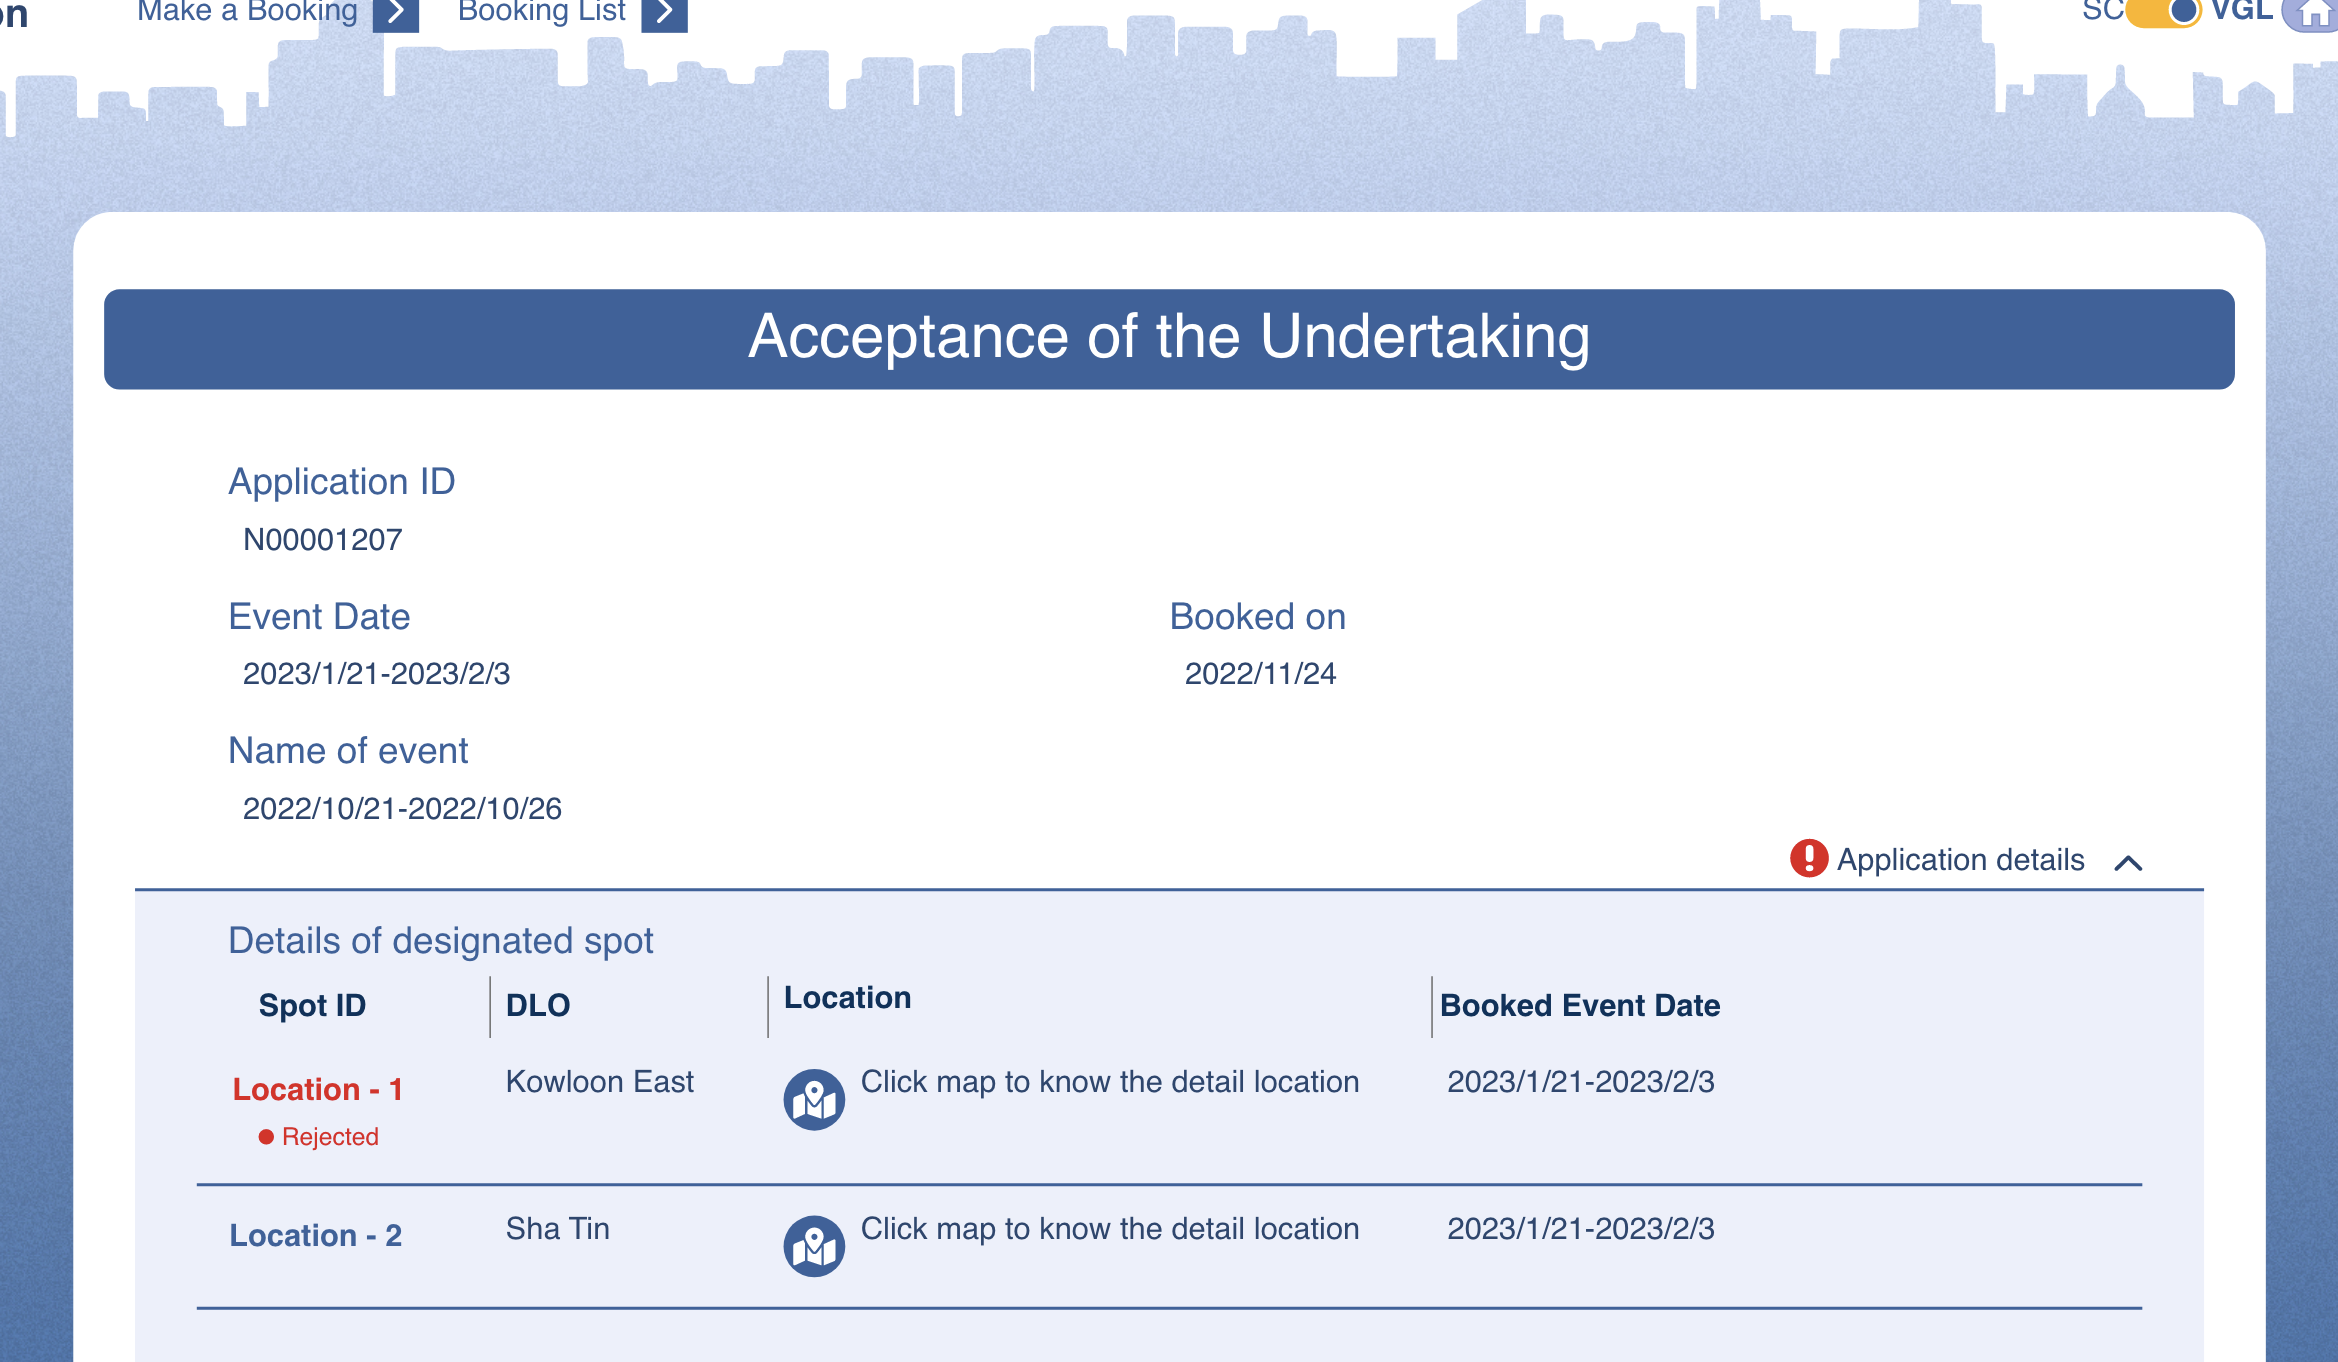 on Make a Booking Booking List SC VGL
Acceptance of the Undertaking
Application ID
N00001207
Event Date Booked on
2023/1/21-2023/2/3 2022/11/24
Name of event
2022/10/21-2022/10/26
Application details
Details of designated spot
Spot ID DLO Location Booked Event Date
Location - 1 Kowloon East Click map to know the detail location 2023/1/21-2023/2/3
Rejected
Location - 2 Sha Tin Click map to know the detail location 2023/1/21-2023/2/3